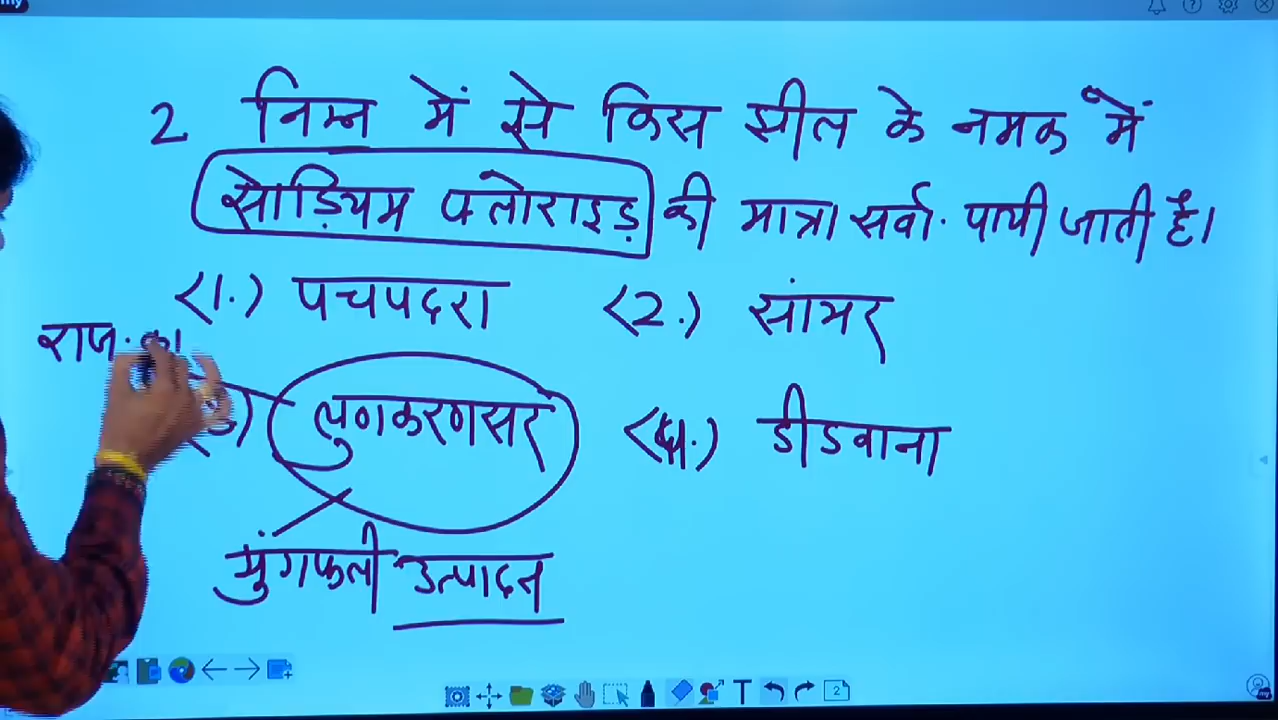 2 निम्न में से किस झील के नमक में
सोडियम क्लोराइड़ की मात्रा सर्वा. पायी जाती है।
(1.) पचपदरा (2.) सांभर
राज. का
लुणकरणसर (4.) डीडवाना
मुंगफली उत्पादन